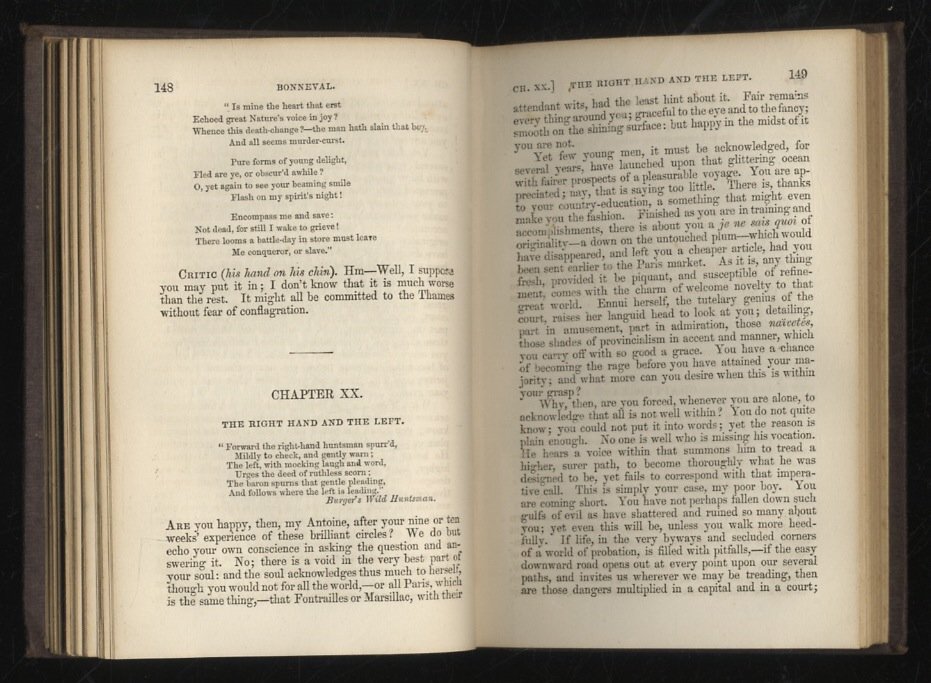 148
BONNEVAL.
" Is mine the heart that erst
Echoed great Nature's voice in joy ?
Whence this death-change ?—the man hath slain that boy,
And all seems murder-curst.
Pure forms of young delight,
Fled are ye, or obscur'd awhile ?
O, yet again to see your beaming smile
Flash on my spirit's night !
Encompass me and save :
Not dead, for still I wake to grieve !
There looms a battle-day in store must leave
Me conqueror, or slave."
CRITIC (his hand on his chin). Hm—Well, I suppose
you may put it in ; I don't know that it is much worse
than the rest. It might all be committed to the Thames
without fear of conflagration.
CHAPTER XX.
THE RIGHT HAND AND THE LEFT.
" Forward the right-hand huntsman spurr'd,
Mildly to check, and gently warn ;
The left, with mocking laugh and word,
Urges the deed of ruthless scorn ;
The baron spurns that gentle pleading,
And follows where the left is leading."
Burger's Wild Huntsman.
ARE you happy, then, my Antoine, after your nine or ten
weeks' experience of these brilliant circles ? We do but
echo your own conscience in asking the question and an-
swering it. No ; there is a void in the very best part of
your soul : and the soul acknowledges thus much to herself,
though you would not for all the world,—or all Paris, which
is the same thing,—that Fontrailles or Marsillac, with their
CH. XX.] THE RIGHT HAND AND THE LEFT. 149
attendant wits, had the least hint about it. Fair remains
every thing around you ; graceful to the eye and to the fancy ;
smooth on the shining surface : but happy in the midst of it
you are not.
Yet few young men, it must be acknowledged, for
several years, have launched upon that glittering ocean
with fairer prospects of a pleasurable voyage. You are ap-
preciated ; nay, that is saying too little. There is, thanks
to your country-education, a something that might even
make you the fashion. Finished as you are in training and
accomplishments, there is about you a je ne sais quoi of
originality—a down on the untouched plum—which would
have disappeared, and left you a cheaper article, had you
been sent earlier to the Paris market. As it is, any thing
fresh, provided it be piquant, and susceptible of refine-
ment, comes with the charm of welcome novelty to that
great world. Ennui herself, the tutelary genius of the
court, raises her languid head to look at you ; detailing,
part in amusement, part in admiration, those naïvetés,
those shades of provincialism in accent and manner, which
you carry off with so good a grace. You have a chance
of becoming the rage before you have attained your ma-
jority ; and what more can you desire when this is within
your grasp ?
Why, then, are you forced, whenever you are alone, to
acknowledge that all is not well within ? You do not quite
know ; you could not put it into words ; yet the reason is
plain enough. No one is well who is missing his vocation.
He hears a voice within that summons him to tread a
higher, surer path, to become thoroughly what he was
designed to be, yet fails to correspond with that impera-
tive call. This is simply your case, my poor boy. You
are coming short. You have not perhaps fallen down such
gulfs of evil as have shattered and ruined so many about
you ; yet even this will be, unless you walk more heed-
fully. If life, in the very byways and secluded corners
of a world of probation, is filled with pitfalls,—if the easy
downward road opens out at every point upon our several
paths, and invites us wherever we may be treading, then
are those dangers multiplied in a capital and in a court ;